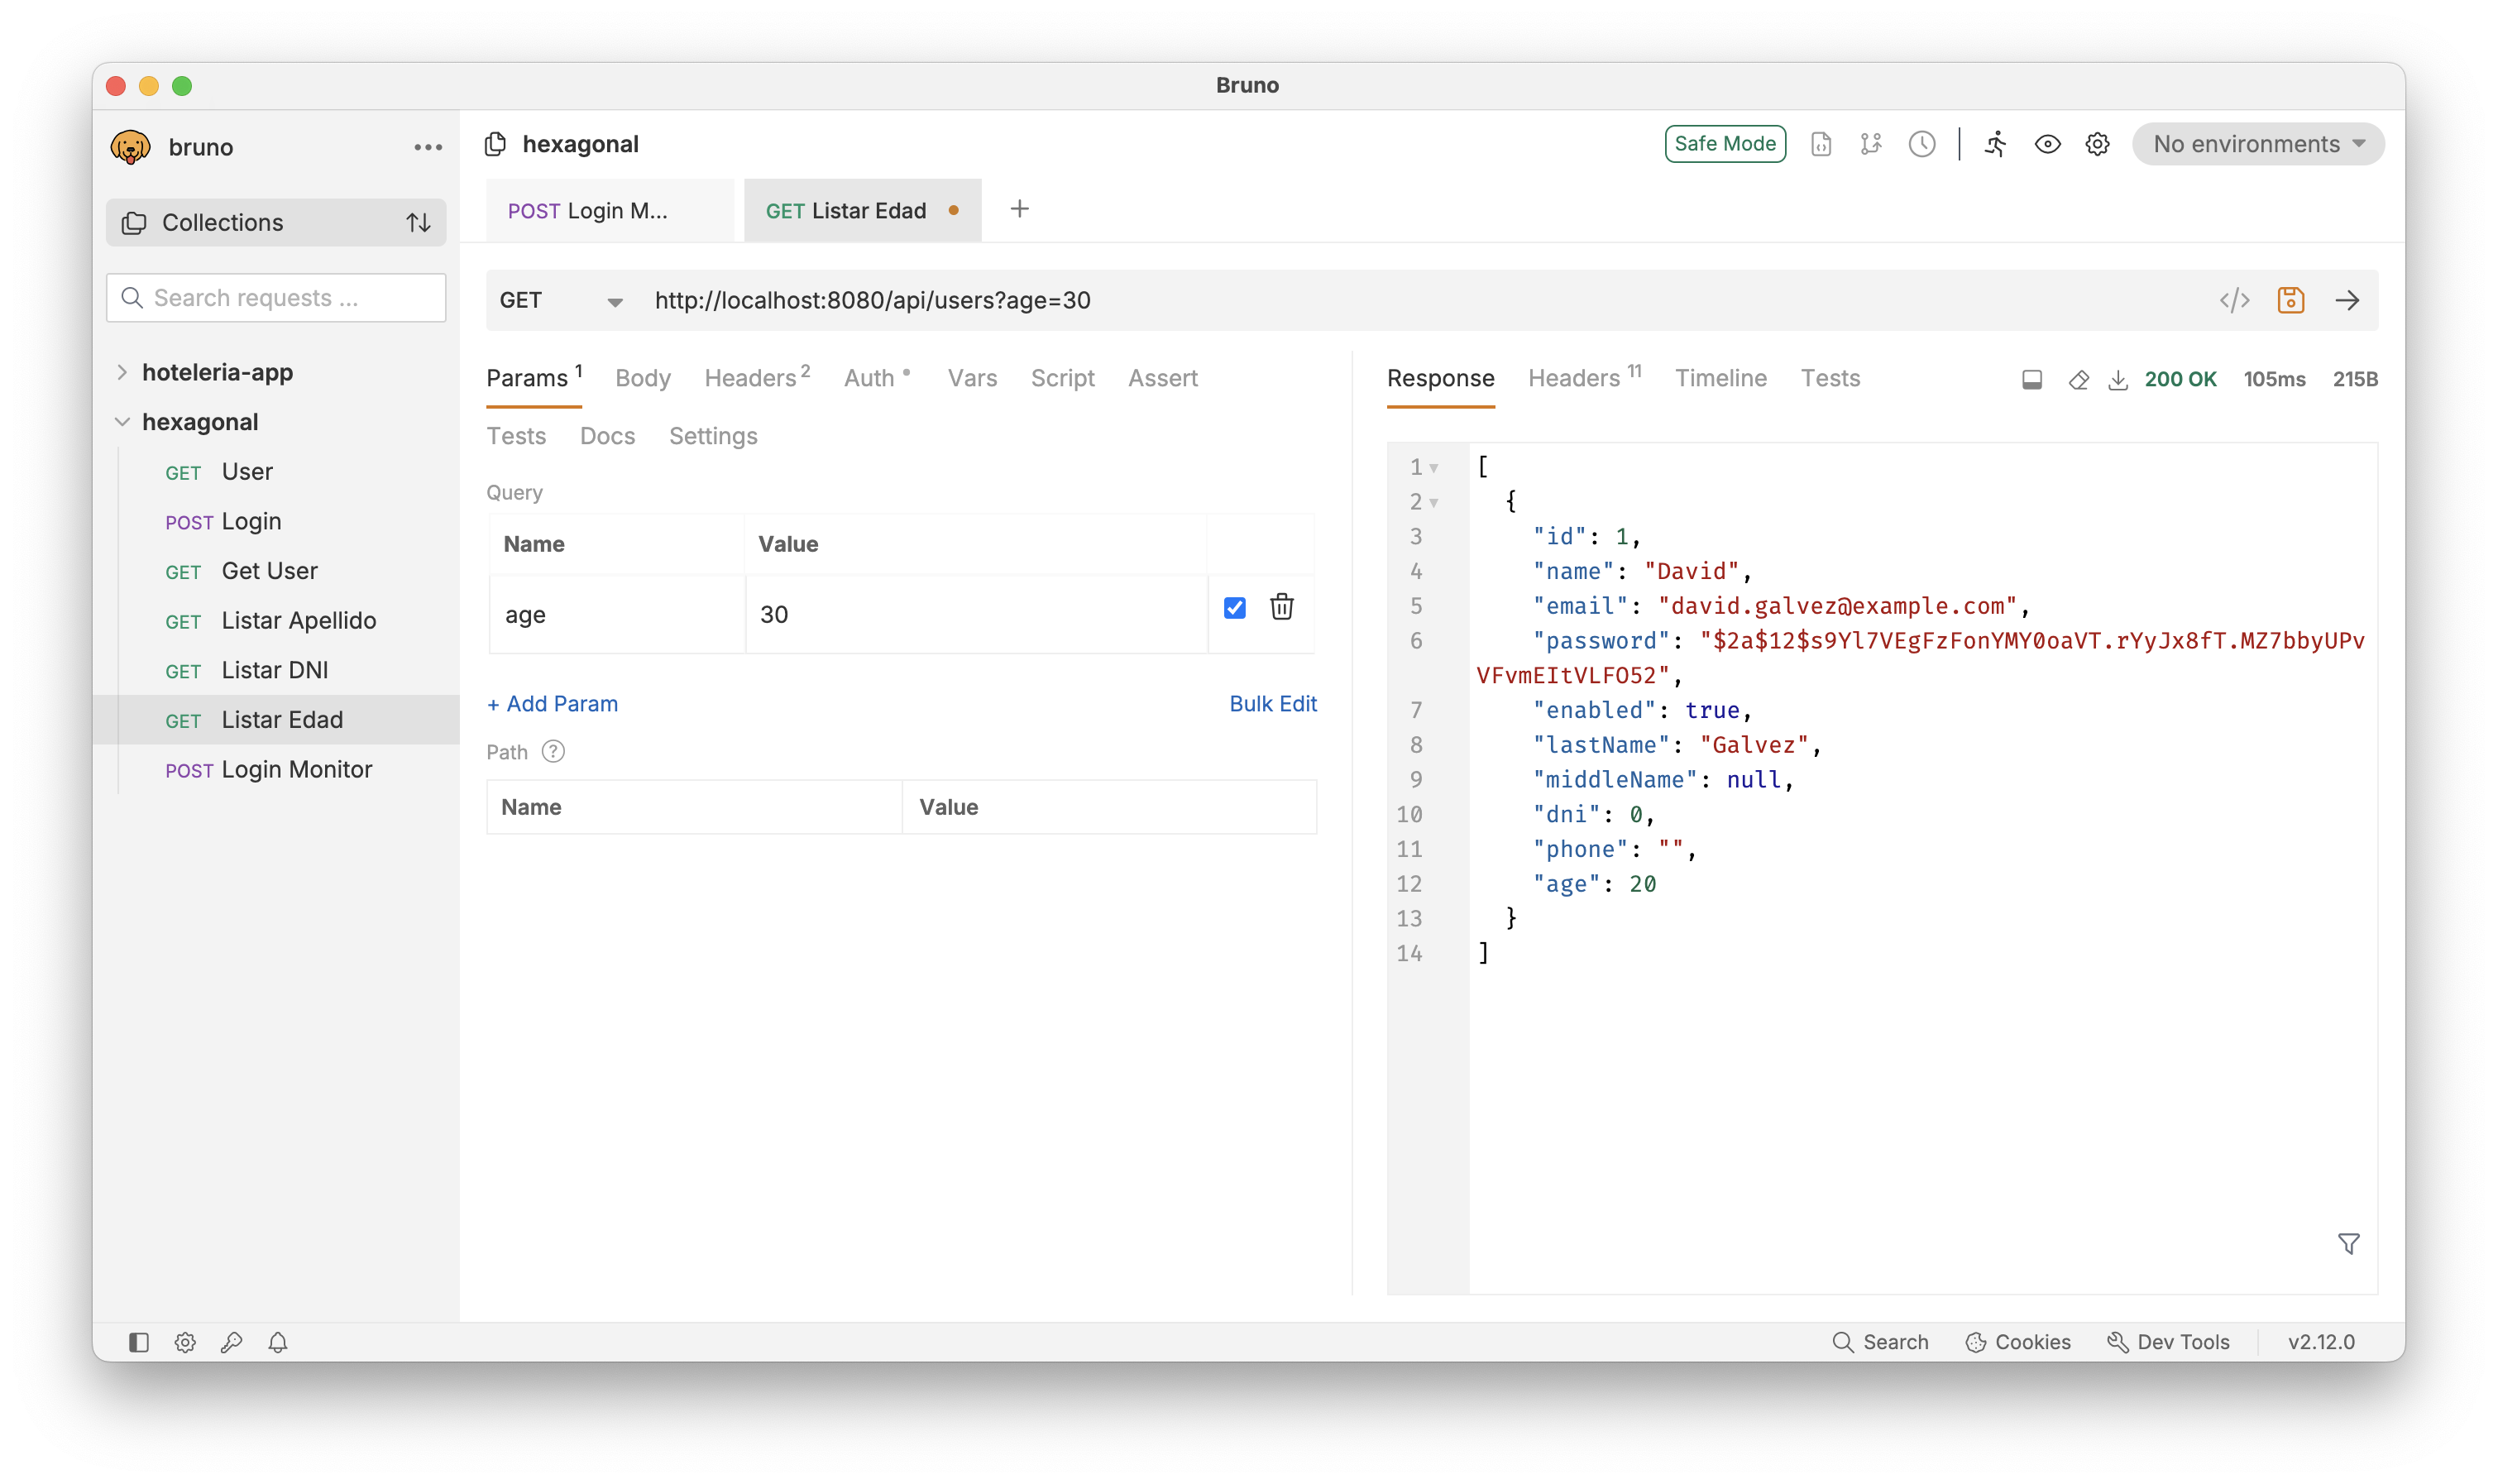 Bruno
bruno
hexagonal
Safe Mode
No environments
Collections
POST Login M...
GET Listar Edad
Search requests ...
GET
http://localhost:8080/api/users?age=30
hoteleria-app
hexagonal
GET User
POST Login
GET Get User
GET Listar Apellido
GET Listar DNI
GET Listar Edad
POST Login Monitor
Params 1 Body Headers 2 Auth Vars Script Assert
Tests Docs Settings
Query
Name Value
age 30
+ Add Param Bulk Edit
Path ?
Name Value
Response Headers 11 Timeline Tests
200 OK 105ms 215B
1 [
2 {
3 "id": 1,
4 "name": "David",
5 "email": "david.galvez@example.com",
6 "password": "$2a$12$s9Yl7VEgFzFonYMY0oaVT.rYyJx8fT.MZ7bbyUPv
VFvmEItVLFO52",
7 "enabled": true,
8 "lastName": "Galvez",
9 "middleName": null,
10 "dni": 0,
11 "phone": "",
12 "age": 20
13 }
14 ]
Search Cookies Dev Tools v2.12.0